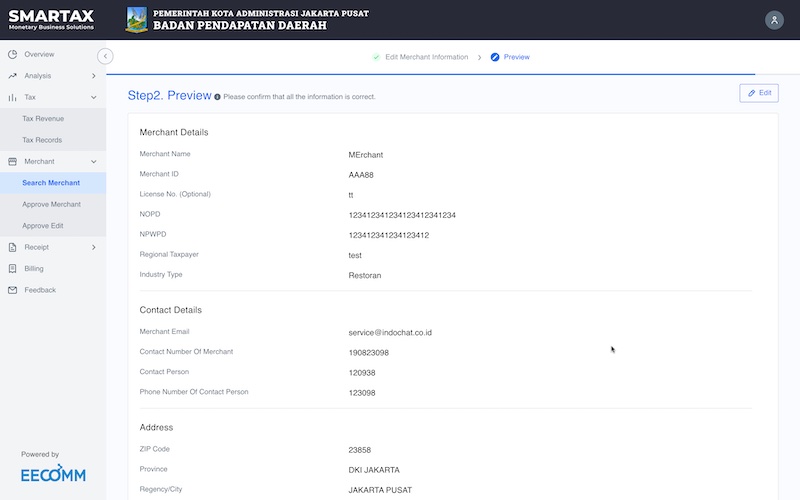 SMARTAX
Monetary Business Solutions
PEMERINTAH KOTA ADMINISTRASI JAKARTA PUSAT
BADAN PENDAPATAN DAERAH
Overview
Analysis
Tax
Tax Revenue
Tax Records
Merchant
Search Merchant
Approve Merchant
Approve Edit
Receipt
Billing
Feedback
Powered by
EECOMM
Edit Merchant Information
Preview
Step2. Preview Please confirm that all the information is correct.
Edit
Merchant Details
Merchant Name MErchant
Merchant ID AAA88
License No. (Optional) tt
NOPD 123412341234123412341234
NPWPD 123412341234123412
Regional Taxpayer test
Industry Type Restoran
Contact Details
Merchant Email service@indochat.co.id
Contact Number Of Merchant 190823098
Contact Person 120938
Phone Number Of Contact Person 123098
Address
ZIP Code 23858
Province DKI JAKARTA
Regency/City JAKARTA PUSAT